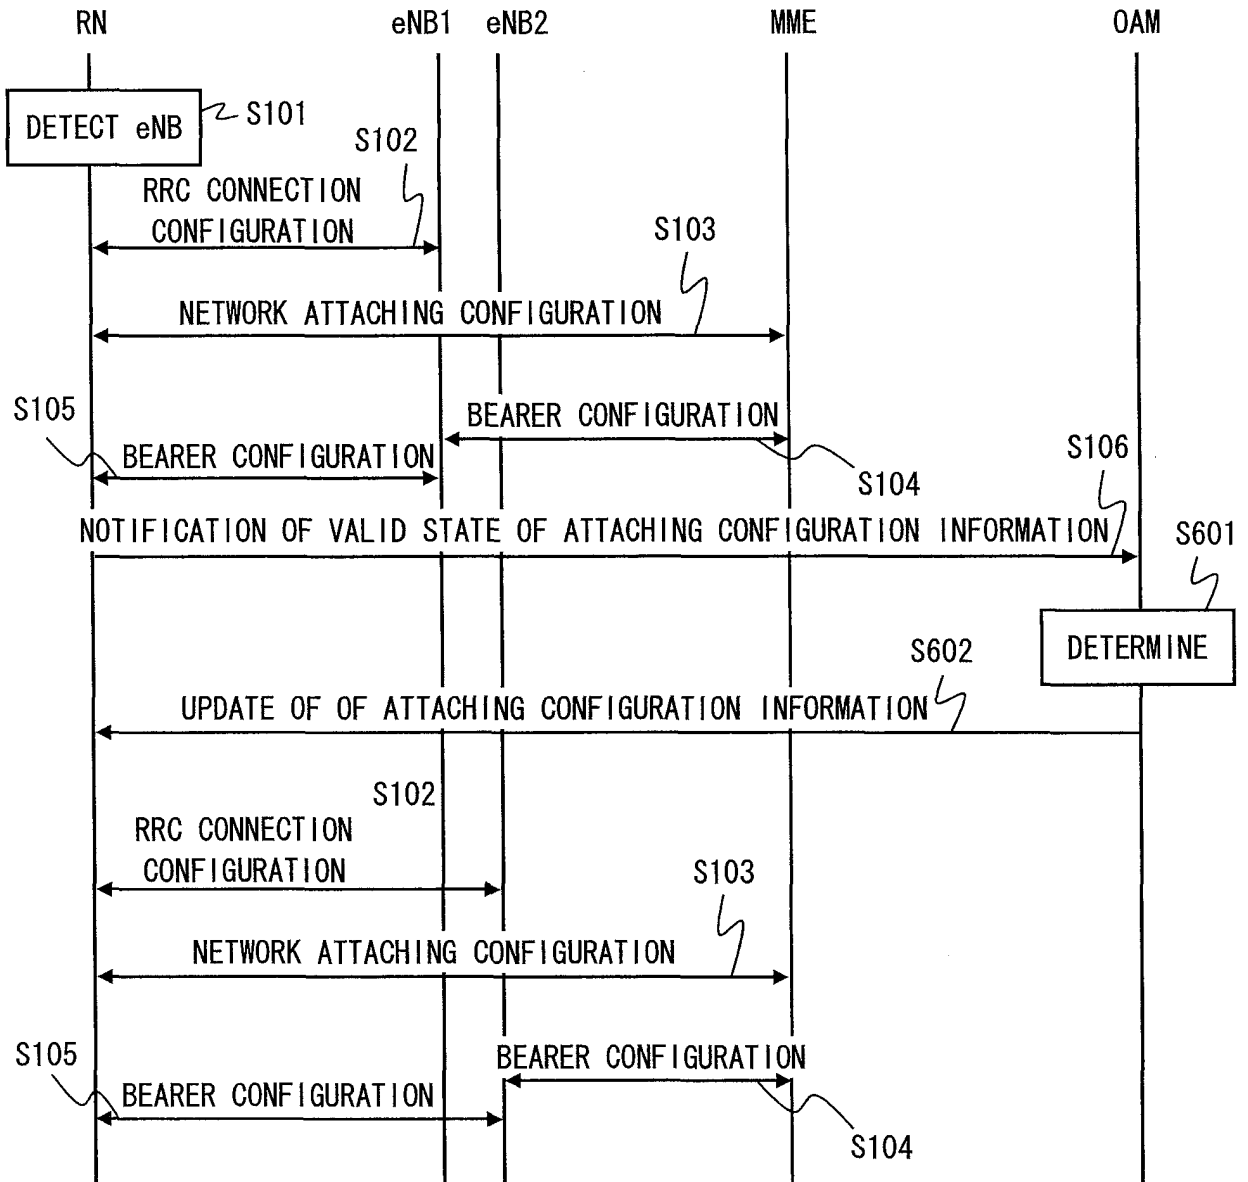 RN eNB1 eNB2 MME OAM
DETECT eNB
S101
S102
RRC CONNECTION
CONFIGURATION
S103
NETWORK ATTACHING CONFIGURATION
S105
BEARER CONFIGURATION
BEARER CONFIGURATION
S106
S104
NOTIFICATION OF VALID STATE OF ATTACHING CONFIGURATION INFORMATION
S601
DETERMINE
S602
UPDATE OF OF ATTACHING CONFIGURATION INFORMATION
S102
RRC CONNECTION
CONFIGURATION
S103
NETWORK ATTACHING CONFIGURATION
S105
BEARER CONFIGURATION
BEARER CONFIGURATION
S104